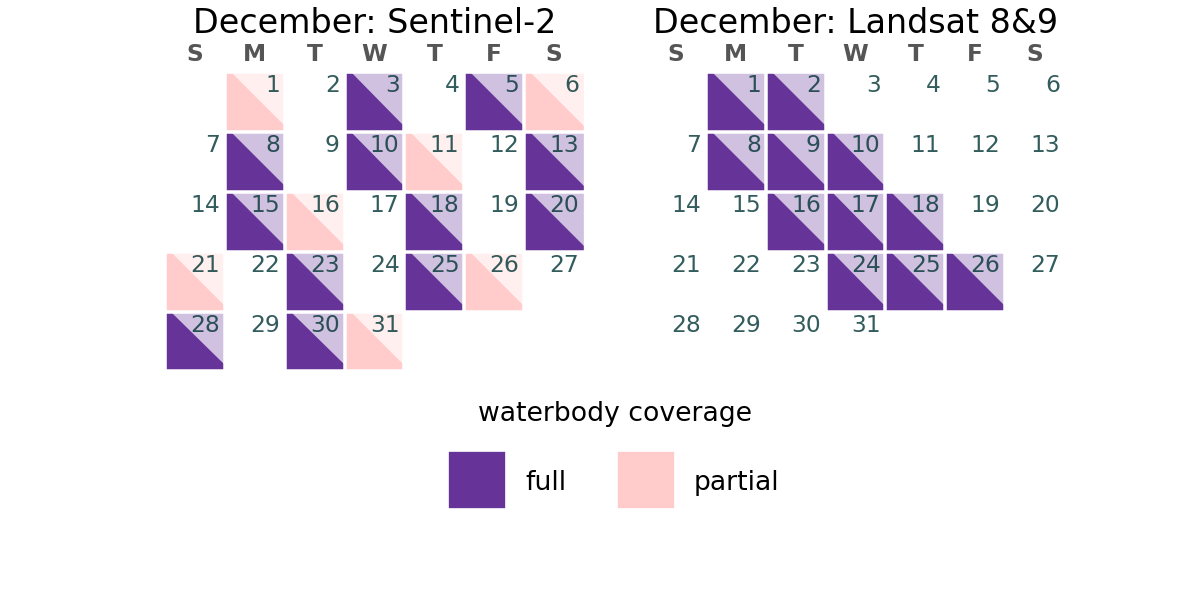 December: Sentinel-2
S M T W T F S
1 2 3 4 5 6
7 8 9 10 11 12 13
14 15 16 17 18 19 20
21 22 23 24 25 26 27
28 29 30 31
December: Landsat 8&9
S M T W T F S
1 2 3 4 5 6
7 8 9 10 11 12 13
14 15 16 17 18 19 20
21 22 23 24 25 26 27
28 29 30 31
waterbody coverage
full partial